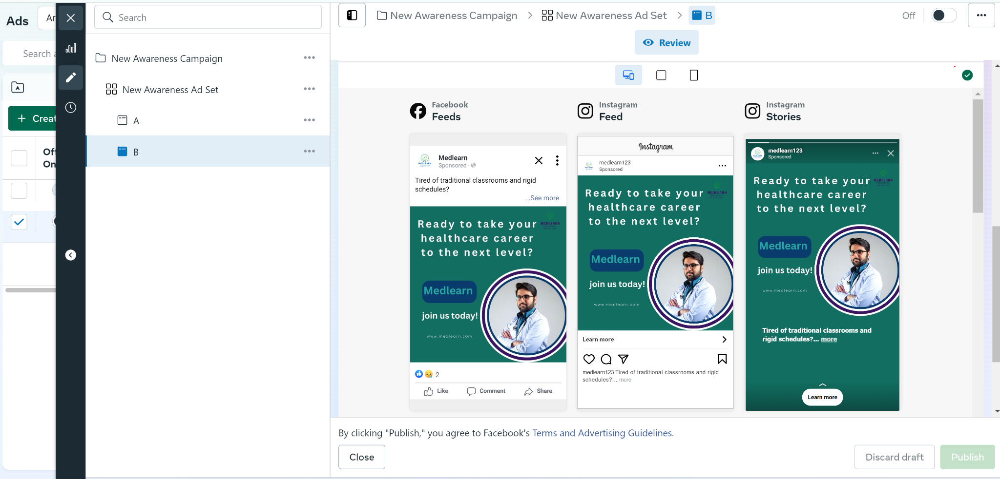 Ads
Ar
Search a
+ Creat
Of
On
Search
New Awareness Campaign
New Awareness Ad Set
A
B
New Awareness Campaign > New Awareness Ad Set > B
Off
Review
Facebook
Feeds
Medlearn
Sponsored ·
Tired of traditional classrooms and rigid
schedules?
...See more
MEDLEARN
Ready to take your
healthcare career
to the next level?
Medlearn
join us today!
www.medlearn.com
2
Like
Comment
Share
Instagram
Feed
Instagram
medlearn123
Sponsored
MEDLEARN
Ready to take your
healthcare career
to the next level?
Medlearn
join us today!
www.medlearn.com
Learn more
medlearn123 Tired of traditional classrooms and rigid
schedules?... more
Instagram
Stories
medlearn123
Sponsored
MEDLEARN
Ready to take your
healthcare career
to the next level?
Medlearn
join us today!
www.medlearn.com
Tired of traditional classrooms and
rigid schedules?... more
Learn more
By clicking "Publish," you agree to Facebook's Terms and Advertising Guidelines.
Close
Discard draft
Publish